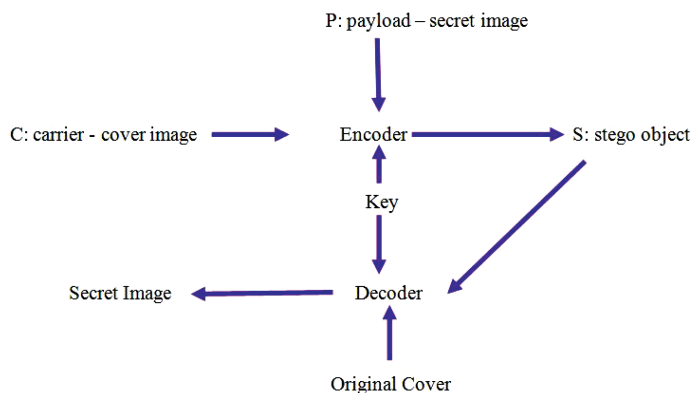 P: payload – secret image
C: carrier - cover image
Encoder
S: stego object
Key
Secret Image
Decoder
Original Cover